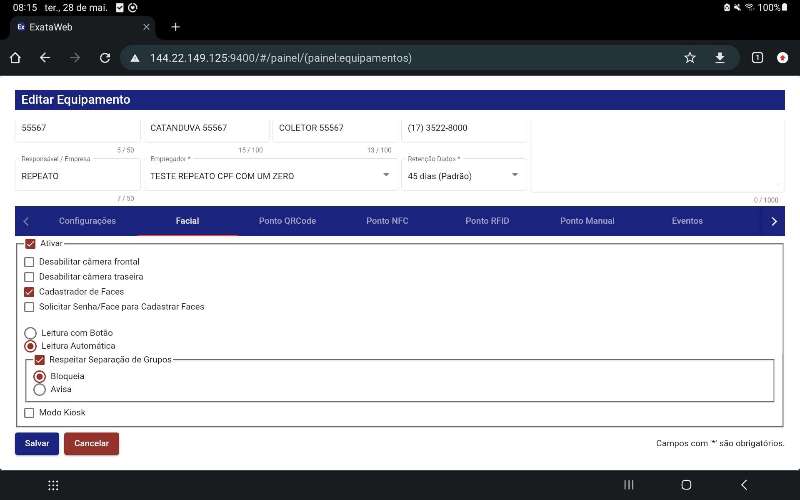 08:15 ter., 28 de mai.
100%
ExataWeb
144.22.149.125:9400/#/painel/(painel:equipamentos)
1
Editar Equipamento
55567
CATANDUVA 55567
COLETOR 55567
(17) 3522-8000
5 / 50
15 / 100
13 / 100
Responsável / Empresa
Empregador *
Retenção Dados *
REPEATO
TESTE REPEATO CPF COM UM ZERO
45 dias (Padrão)
7 / 50
0 / 1000
Configurações
Facial
Ponto QRCode
Ponto NFC
Ponto RFID
Ponto Manual
Eventos
Ativar
Desabilitar câmera frontal
Desabilitar câmera traseira
Cadastrador de Faces
Solicitar Senha/Face para Cadastrar Faces
Leitura com Botão
Leitura Automática
Respeitar Separação de Grupos
Bloqueia
Avisa
Modo Kiosk
Salvar
Cancelar
Campos com '*' são obrigatórios.